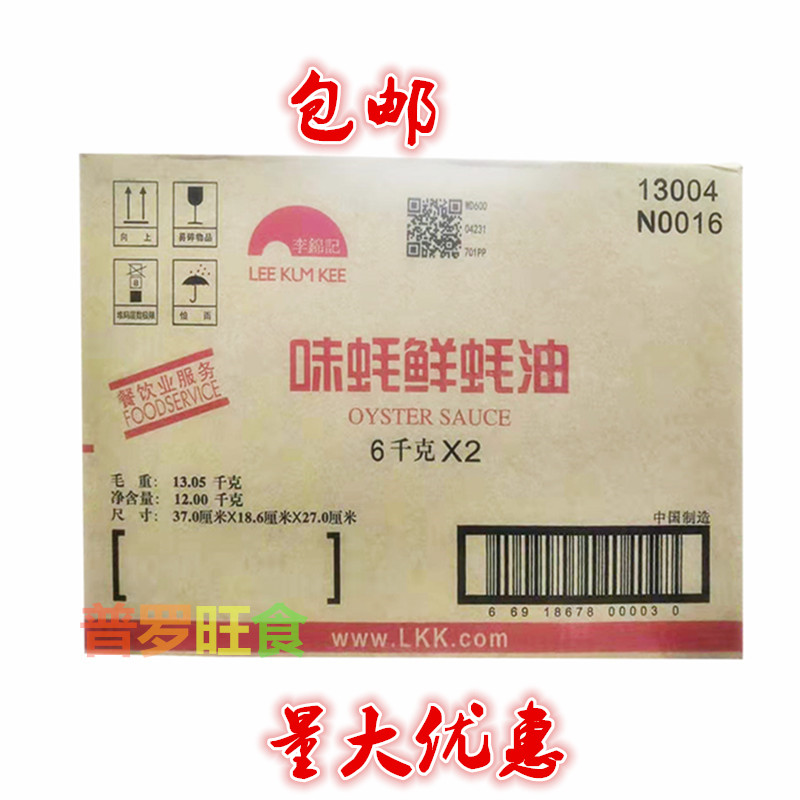 包邮
向 上
易碎物品
堆码层数极限
怕 雨
8
李錦記
LEE KUM KEE
WD60D
04231
701PP
13004
N0016
味蚝鲜蚝油
OYSTER SAUCE
6千克X2
餐饮业服务
FOODSERVICE
毛 重: 13.05 千克
净含量: 12.00 千克
尺 寸: 37.0厘米X18.6厘米X27.0厘米
中国制造
6 69 18678 00003 0
普罗旺食
www.LKK.com
量大优惠